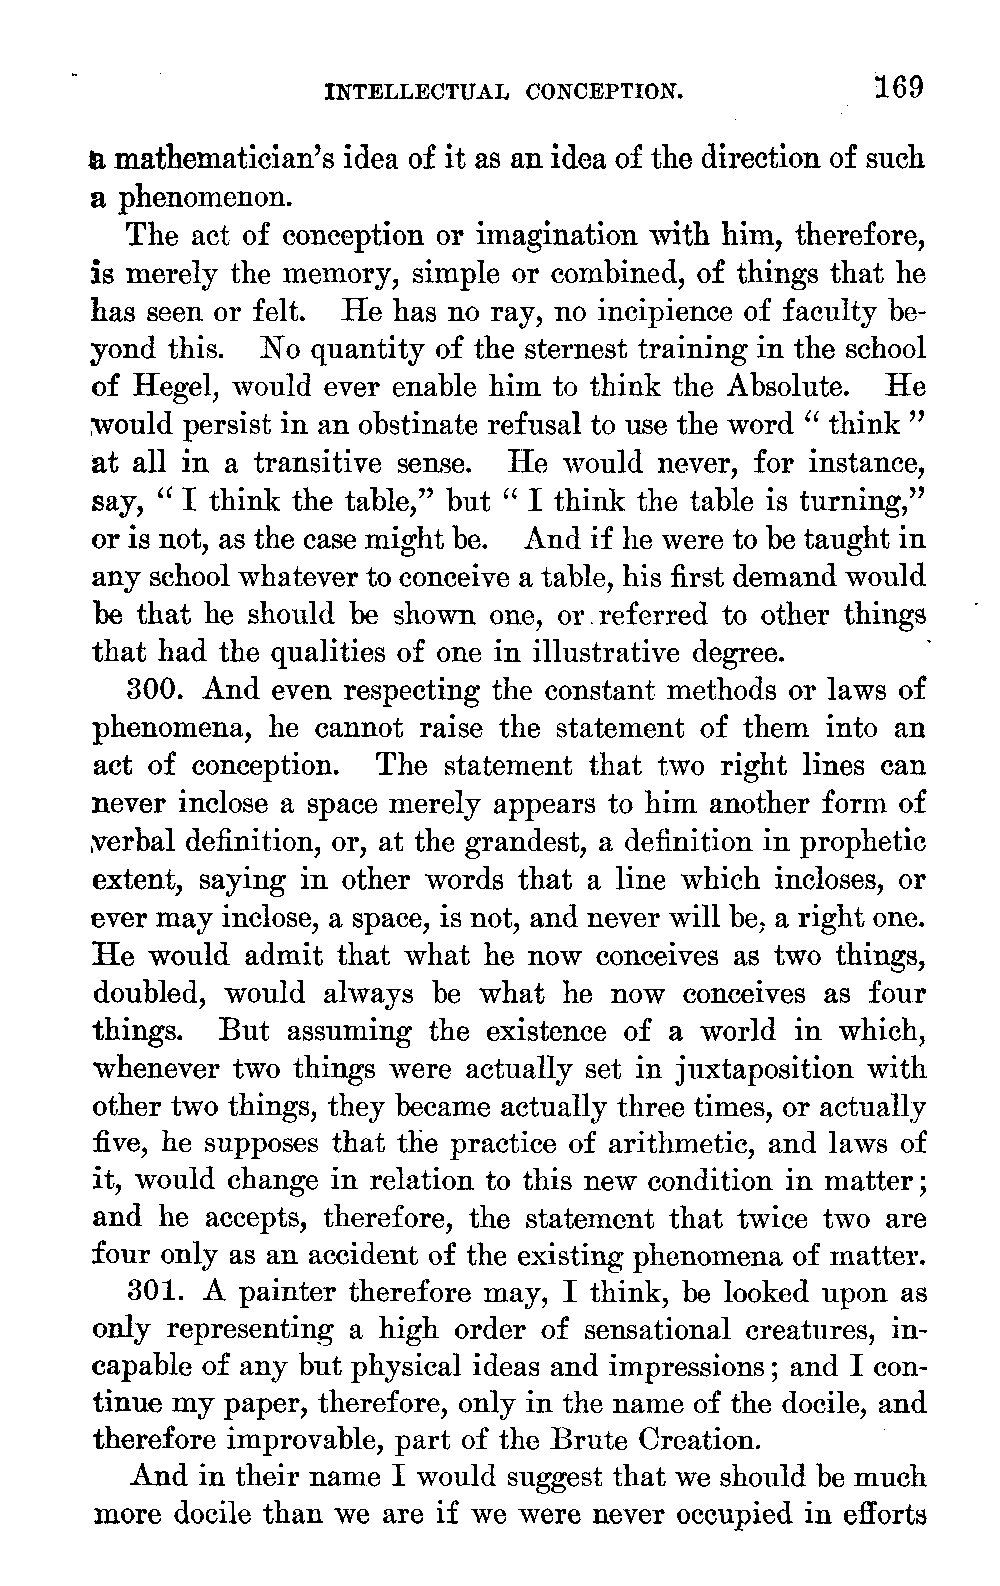 INTELLECTUAL CONCEPTION. 169
a mathematician's idea of it as an idea of the direction of such
a phenomenon.
The act of conception or imagination with him, therefore,
is merely the memory, simple or combined, of things that he
has seen or felt. He has no ray, no incipience of faculty be-
yond this. No quantity of the sternest training in the school
of Hegel, would ever enable him to think the Absolute. He
would persist in an obstinate refusal to use the word " think "
at all in a transitive sense. He would never, for instance,
say, " I think the table," but " I think the table is turning,"
or is not, as the case might be. And if he were to be taught in
any school whatever to conceive a table, his first demand would
be that he should be shown one, or referred to other things
that had the qualities of one in illustrative degree.
300. And even respecting the constant methods or laws of
phenomena, he cannot raise the statement of them into an
act of conception. The statement that two right lines can
never inclose a space merely appears to him another form of
verbal definition, or, at the grandest, a definition in prophetic
extent, saying in other words that a line which incloses, or
ever may inclose, a space, is not, and never will be, a right one.
He would admit that what he now conceives as two things,
doubled, would always be what he now conceives as four
things. But assuming the existence of a world in which,
whenever two things were actually set in juxtaposition with
other two things, they became actually three times, or actually
five, he supposes that the practice of arithmetic, and laws of
it, would change in relation to this new condition in matter;
and he accepts, therefore, the statement that twice two are
four only as an accident of the existing phenomena of matter.
301. A painter therefore may, I think, be looked upon as
only representing a high order of sensational creatures, in-
capable of any but physical ideas and impressions; and I con-
tinue my paper, therefore, only in the name of the docile, and
therefore improvable, part of the Brute Creation.
And in their name I would suggest that we should be much
more docile than we are if we were never occupied in efforts